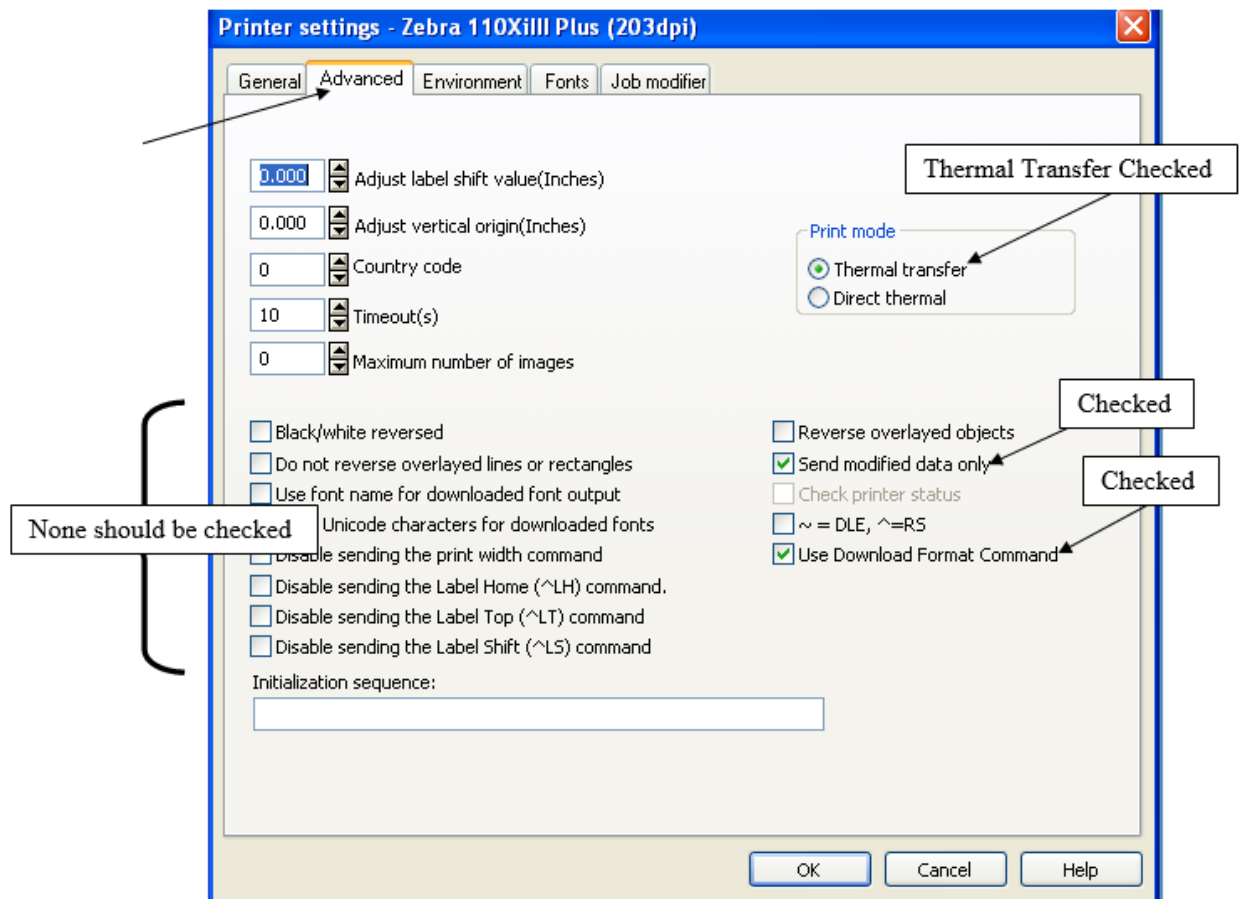 Printer settings - Zebra 110XiIII Plus (203dpi)
General Advanced Environment Fonts Job modifier
0.000 Adjust label shift value(Inches)
0.000 Adjust vertical origin(Inches)
0 Country code
10 Timeout(s)
0 Maximum number of images
Thermal Transfer Checked
Print mode
Thermal transfer
Direct thermal
Black/white reversed
Do not reverse overlayed lines or rectangles
Use font name for downloaded font output
Unicode characters for downloaded fonts
Disable sending the print width command
Disable sending the Label Home (^LH) command.
Disable sending the Label Top (^LT) command
Disable sending the Label Shift (^LS) command
None should be checked
Checked
Reverse overlayed objects
Send modified data only
Checked
Check printer status
~ = DLE, ^=RS
Use Download Format Command
Initialization sequence:
OK Cancel Help